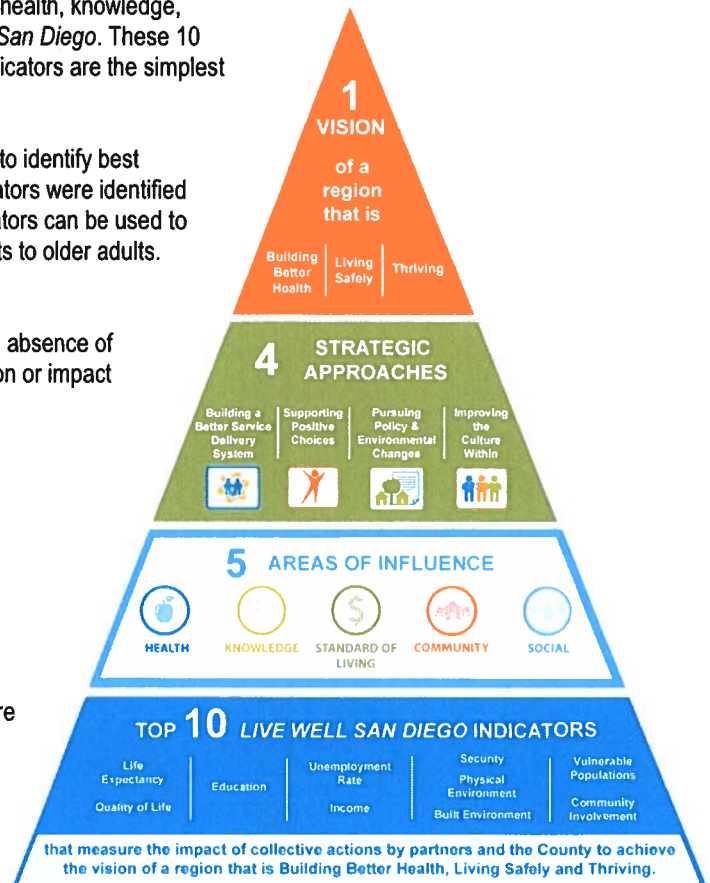 health, knowledge,
San Diego. These 10
icators are the simplest
to identify best
ators were identified
ators can be used to
ts to older adults.
absence of
on or impact
re
1
VISION
of a
region
that is
Building
Better
Health
Living
Safely
Thriving
4 STRATEGIC
APPROACHES
Building a
Better Service
Delivery
System
Supporting
Positive
Choices
Pursuing
Policy &
Environmental
Changes
Improving
the
Culture
Within
5 AREAS OF INFLUENCE
HEALTH
KNOWLEDGE
STANDARD OF
LIVING
COMMUNITY
SOCIAL
TOP 10 LIVE WELL SAN DIEGO INDICATORS
Life
Expectancy
Quality of Life
Education
Unemployment
Rate
Income
Security
Physical
Environment
Built Environment
Vulnerable
Populations
Community
Involvement
that measure the impact of collective actions by partners and the County to achieve
the vision of a region that is Building Better Health, Living Safely and Thriving.